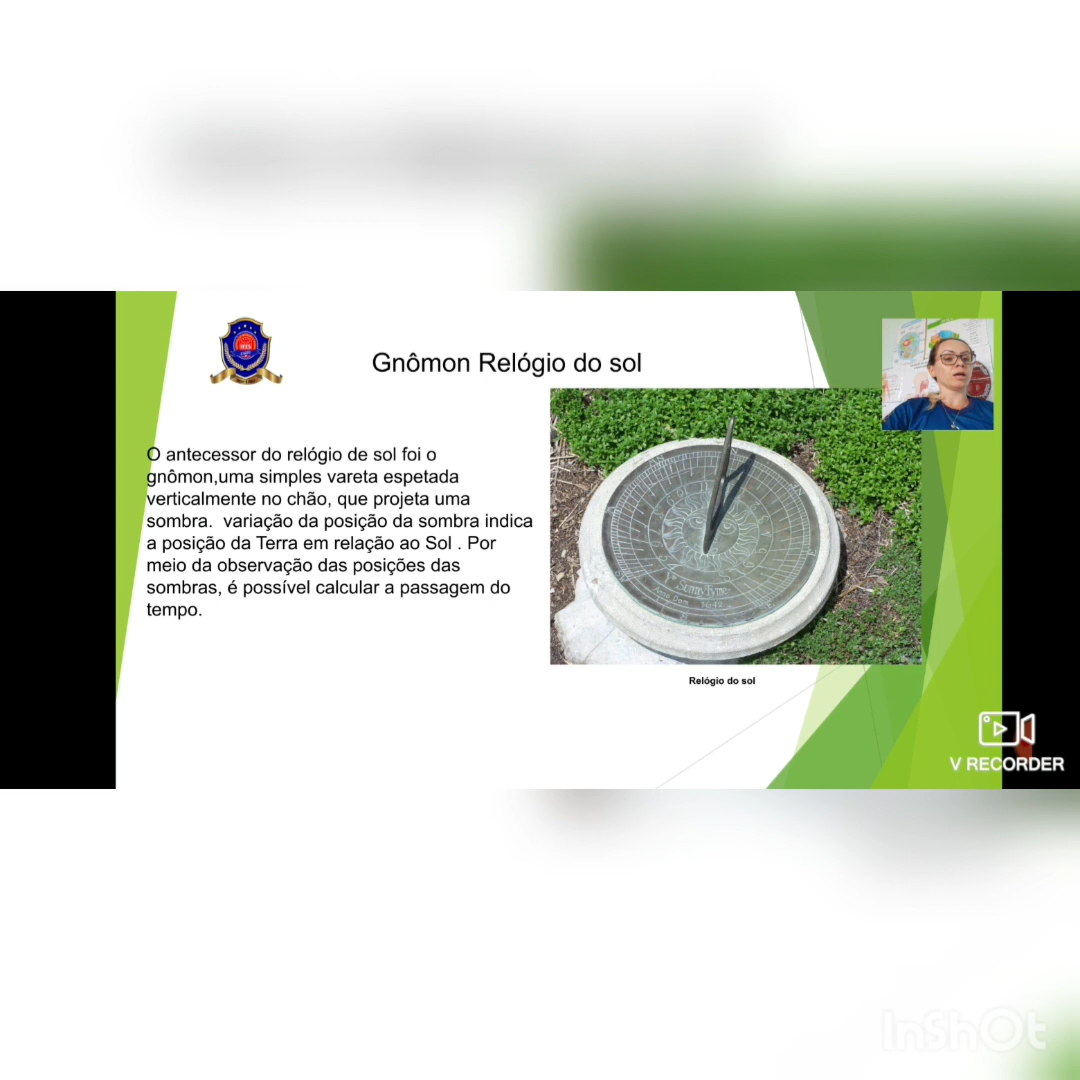 Gnômon Relógio do sol
O antecessor do relógio de sol foi o
gnômon,uma simples vareta espetada
verticalmente no chão, que projeta uma
sombra.  variação da posição da sombra indica
a posição da Terra em relação ao Sol . Por
meio da observação das posições das
sombras, é possível calcular a passagem do
tempo.
Relógio do sol
V RECORDER
InShOt